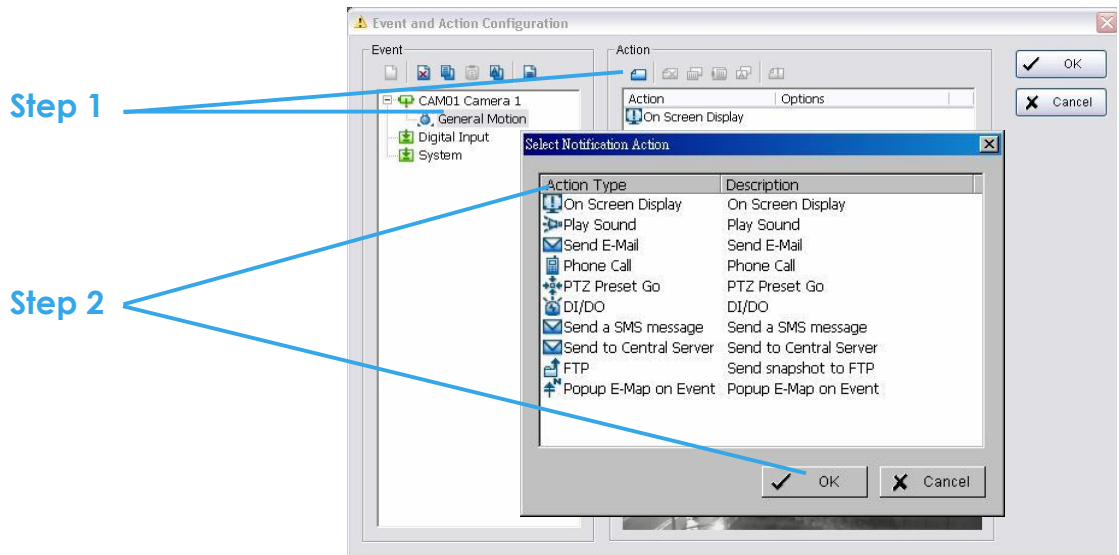 Event and Action Configuration
Event
Action
OK
Cancel
Step 1
CAM01 Camera 1
General Motion
Digital Input
System
Action Options
On Screen Display
Select Notification Action
Action Type Description
On Screen Display On Screen Display
Play Sound Play Sound
Send E-Mail Send E-Mail
Phone Call Phone Call
PTZ Preset Go PTZ Preset Go
DI/DO DI/DO
Send a SMS message Send a SMS message
Send to Central Server Send to Central Server
FTP Send snapshot to FTP
Popup E-Map on Event Popup E-Map on Event
Step 2
OK Cancel